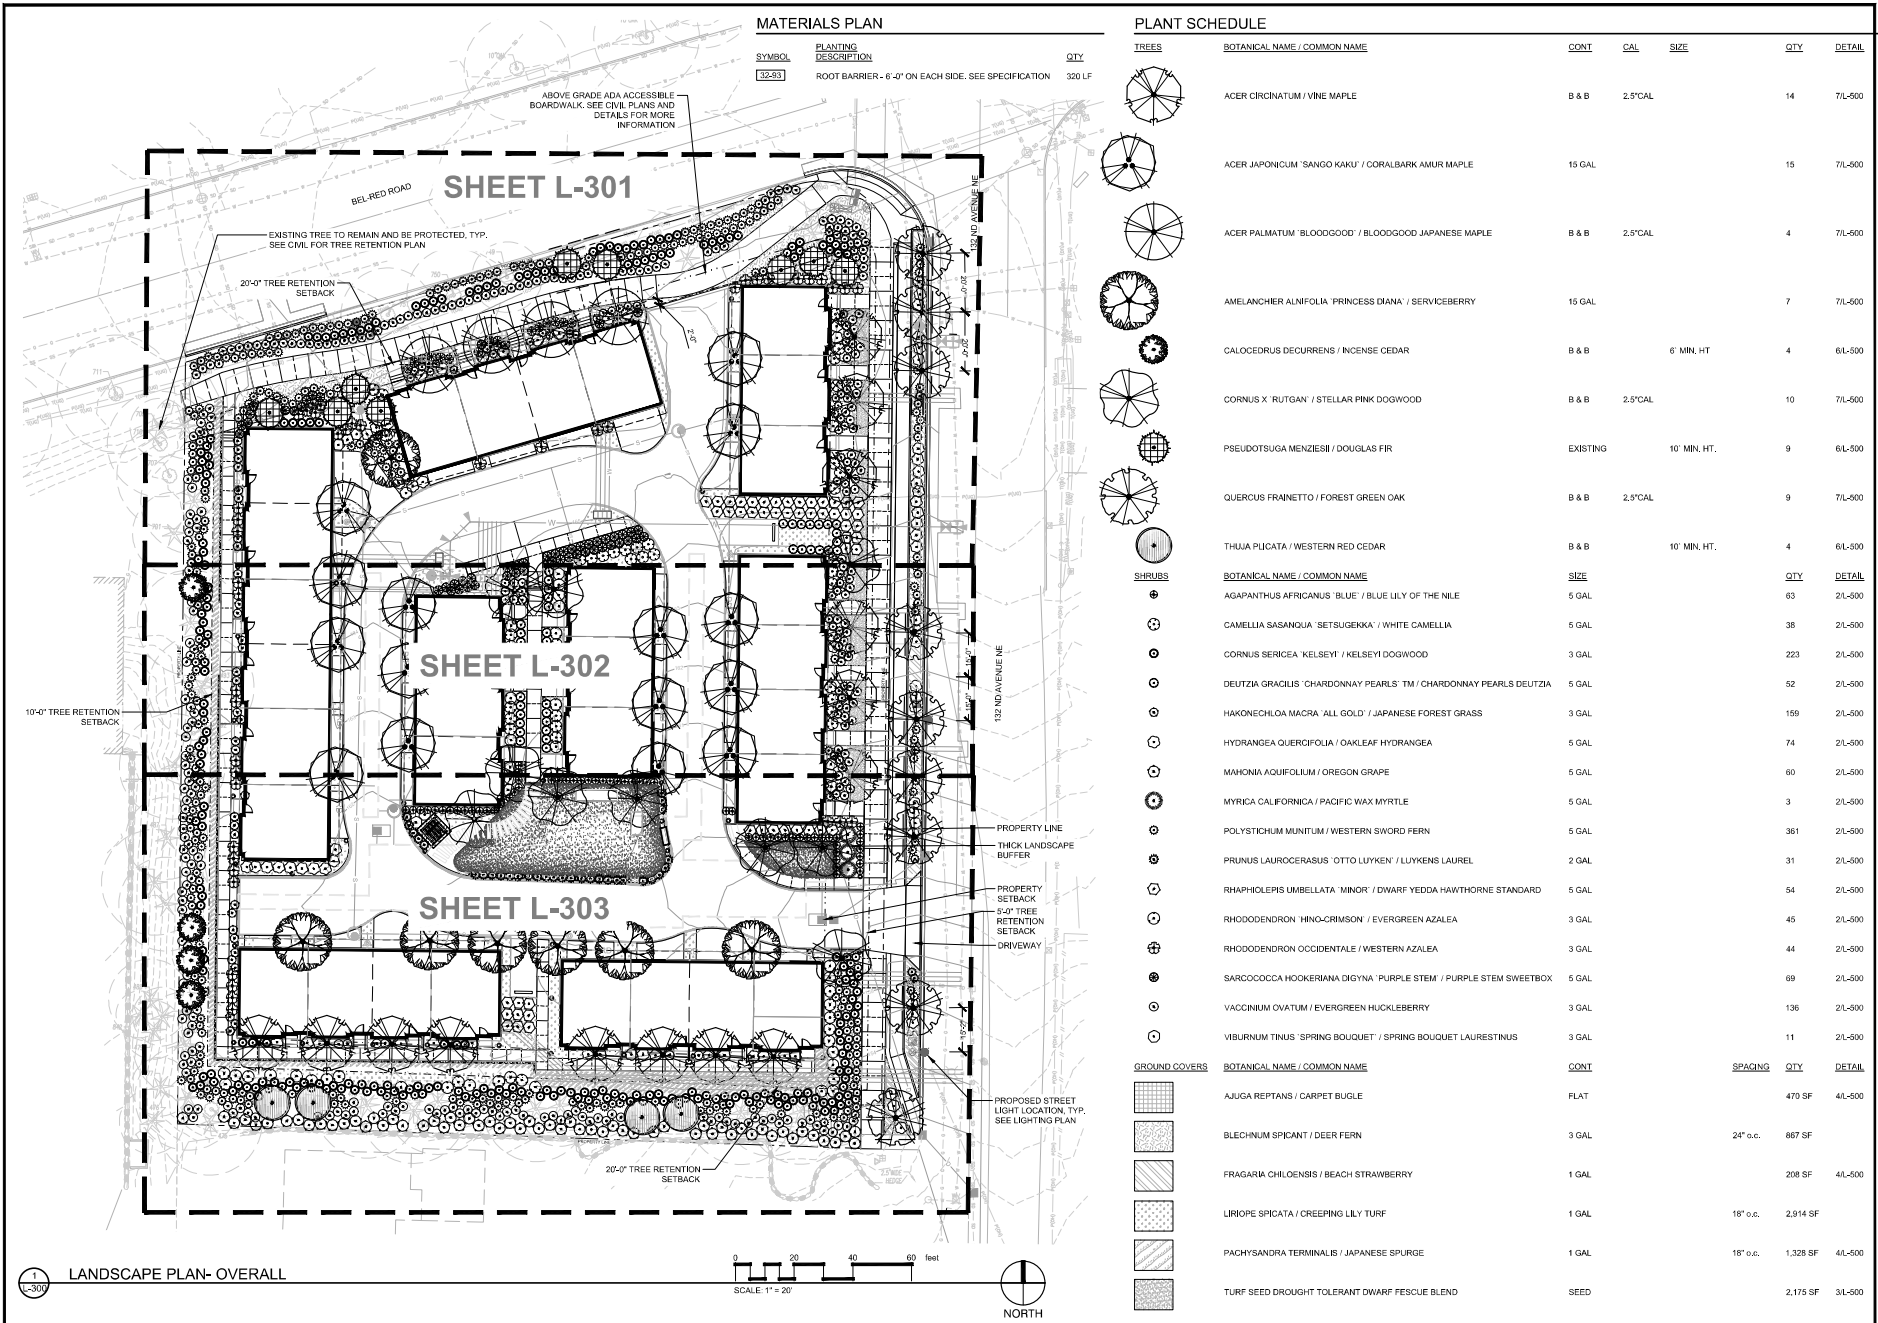 MATERIALS PLAN
SYMBOL PLANTING DESCRIPTION QTY
32-93 ROOT BARRIER - 6'-0" ON EACH SIDE. SEE SPECIFICATION 320 LF
ABOVE GRADE ADA ACCESSIBLE
BOARDWALK. SEE CIVIL PLANS AND
DETAILS FOR MORE
INFORMATION
SHEET L-301
BEL-RED ROAD
132 ND AVENUE NE
EXISTING TREE TO REMAIN AND BE PROTECTED, TYP.
SEE CIVIL FOR TREE RETENTION PLAN
20'-0" TREE RETENTION
SETBACK
20'-0"
20'-0"
2'-0"
SHEET L-302
15'-0"
15'-0"
132 ND AVENUE NE
10'-0" TREE RETENTION
SETBACK
PROPERTY LINE
THICK LANDSCAPE
BUFFER
PROPERTY
SETBACK
5'-0" TREE
RETENTION
SETBACK
DRIVEWAY
SHEET L-303
15'-0"
PROPOSED STREET
LIGHT LOCATION, TYP.
SEE LIGHTING PLAN
20'-0" TREE RETENTION
SETBACK
1
L-300
LANDSCAPE PLAN- OVERALL
0 20 40 60 feet
SCALE: 1" = 20'
NORTH
PLANT SCHEDULE
TREES BOTANICAL NAME / COMMON NAME CONT CAL SIZE QTY DETAIL
ACER CIRCINATUM / VINE MAPLE B & B 2.5"CAL 14 7/L-500
ACER JAPONICUM `SANGO KAKU` / CORALBARK AMUR MAPLE 15 GAL 15 7/L-500
ACER PALMATUM `BLOODGOOD` / BLOODGOOD JAPANESE MAPLE B & B 2.5"CAL 4 7/L-500
AMELANCHIER ALNIFOLIA `PRINCESS DIANA` / SERVICEBERRY 15 GAL 7 7/L-500
CALOCEDRUS DECURRENS / INCENSE CEDAR B & B 6` MIN. HT 4 6/L-500
CORNUS X `RUTGAN` / STELLAR PINK DOGWOOD B & B 2.5"CAL 10 7/L-500
PSEUDOTSUGA MENZIESII / DOUGLAS FIR EXISTING 10` MIN. HT. 9 6/L-500
QUERCUS FRAINETTO / FOREST GREEN OAK B & B 2.5"CAL 9 7/L-500
THUJA PLICATA / WESTERN RED CEDAR B & B 10` MIN. HT. 4 6/L-500
SHRUBS BOTANICAL NAME / COMMON NAME SIZE QTY DETAIL
AGAPANTHUS AFRICANUS `BLUE` / BLUE LILY OF THE NILE 5 GAL 63 2/L-500
CAMELLIA SASANQUA `SETSUGEKKA` / WHITE CAMELLIA 5 GAL 38 2/L-500
CORNUS SERICEA `KELSEYI` / KELSEYI DOGWOOD 3 GAL 223 2/L-500
DEUTZIA GRACILIS `CHARDONNAY PEARLS` TM / CHARDONNAY PEARLS DEUTZIA 5 GAL 52 2/L-500
HAKONECHLOA MACRA `ALL GOLD` / JAPANESE FOREST GRASS 3 GAL 159 2/L-500
HYDRANGEA QUERCIFOLIA / OAKLEAF HYDRANGEA 5 GAL 74 2/L-500
MAHONIA AQUIFOLIUM / OREGON GRAPE 5 GAL 60 2/L-500
MYRICA CALIFORNICA / PACIFIC WAX MYRTLE 5 GAL 3 2/L-500
POLYSTICHUM MUNITUM / WESTERN SWORD FERN 5 GAL 361 2/L-500
PRUNUS LAUROCERASUS `OTTO LUYKEN` / LUYKENS LAUREL 2 GAL 31 2/L-500
RHAPHIOLEPIS UMBELLATA `MINOR` / DWARF YEDDA HAWTHORNE STANDARD 5 GAL 54 2/L-500
RHODODENDRON `HINO-CRIMSON` / EVERGREEN AZALEA 3 GAL 45 2/L-500
RHODODENDRON OCCIDENTALE / WESTERN AZALEA 3 GAL 44 2/L-500
SARCOCOCCA HOOKERIANA DIGYNA `PURPLE STEM` / PURPLE STEM SWEETBOX 5 GAL 69 2/L-500
VACCINIUM OVATUM / EVERGREEN HUCKLEBERRY 3 GAL 136 2/L-500
VIBURNUM TINUS `SPRING BOUQUET` / SPRING BOUQUET LAURESTINUS 3 GAL 11 2/L-500
GROUND COVERS BOTANICAL NAME / COMMON NAME CONT SPACING QTY DETAIL
AJUGA REPTANS / CARPET BUGLE FLAT 470 SF 4/L-500
BLECHNUM SPICANT / DEER FERN 3 GAL 24" o.c. 867 SF
FRAGARIA CHILOENSIS / BEACH STRAWBERRY 1 GAL 208 SF 4/L-500
LIRIOPE SPICATA / CREEPING LILY TURF 1 GAL 18" o.c. 2,914 SF
PACHYSANDRA TERMINALIS / JAPANESE SPURGE 1 GAL 18" o.c. 1,328 SF 4/L-500
TURF SEED DROUGHT TOLERANT DWARF FESCUE BLEND SEED 2,175 SF 3/L-500